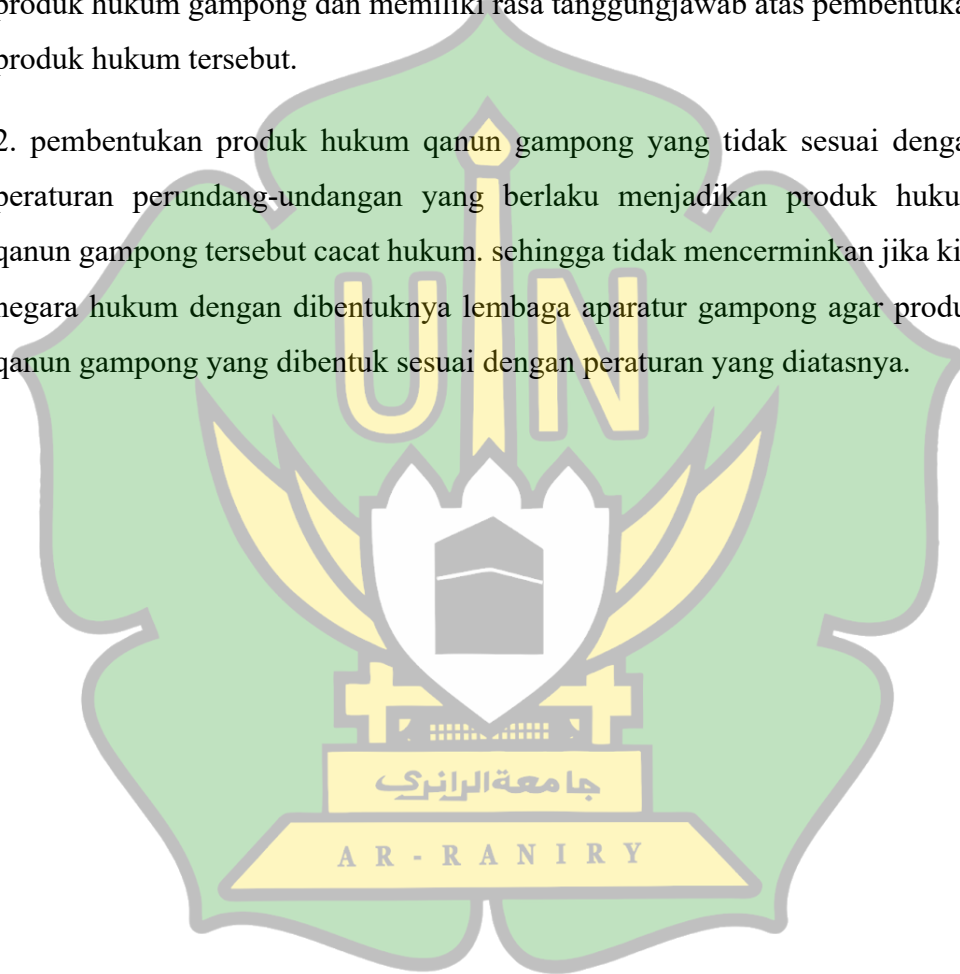 produk hukum gampong dan memiliki rasa tanggungjawab atas pembentuka
produk hukum tersebut.
2. pembentukan produk hukum qanun gampong yang tidak sesuai denga
peraturan perundang-undangan yang berlaku menjadikan produk huku
qanun gampong tersebut cacat hukum. sehingga tidak mencerminkan jika ki
negara hukum dengan dibentuknya lembaga aparatur gampong agar produ
qanun gampong yang dibentuk sesuai dengan peraturan yang diatasnya.
UIN
جامعة الرانري
AR-RANIRY